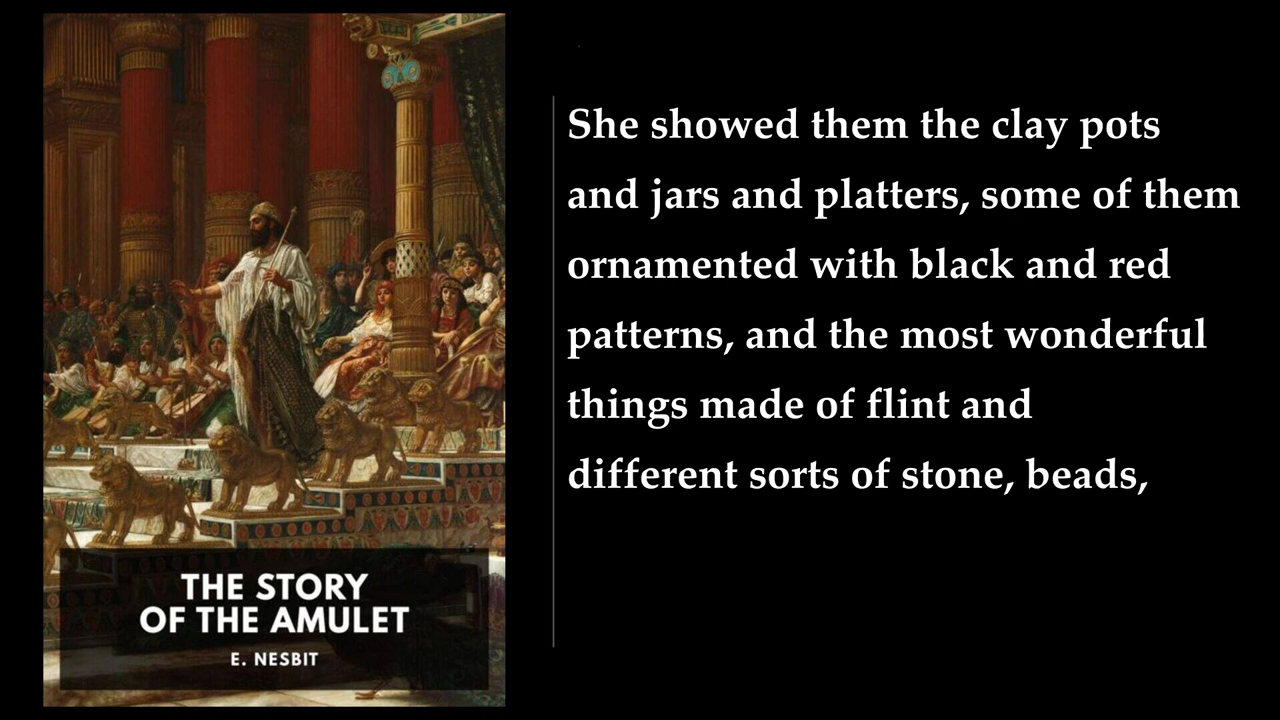 THE STORY
OF THE AMULET
E. NESBIT
She showed them the clay pots
and jars and platters, some of them
ornamented with black and red
patterns, and the most wonderful
things made of flint and
different sorts of stone, beads,